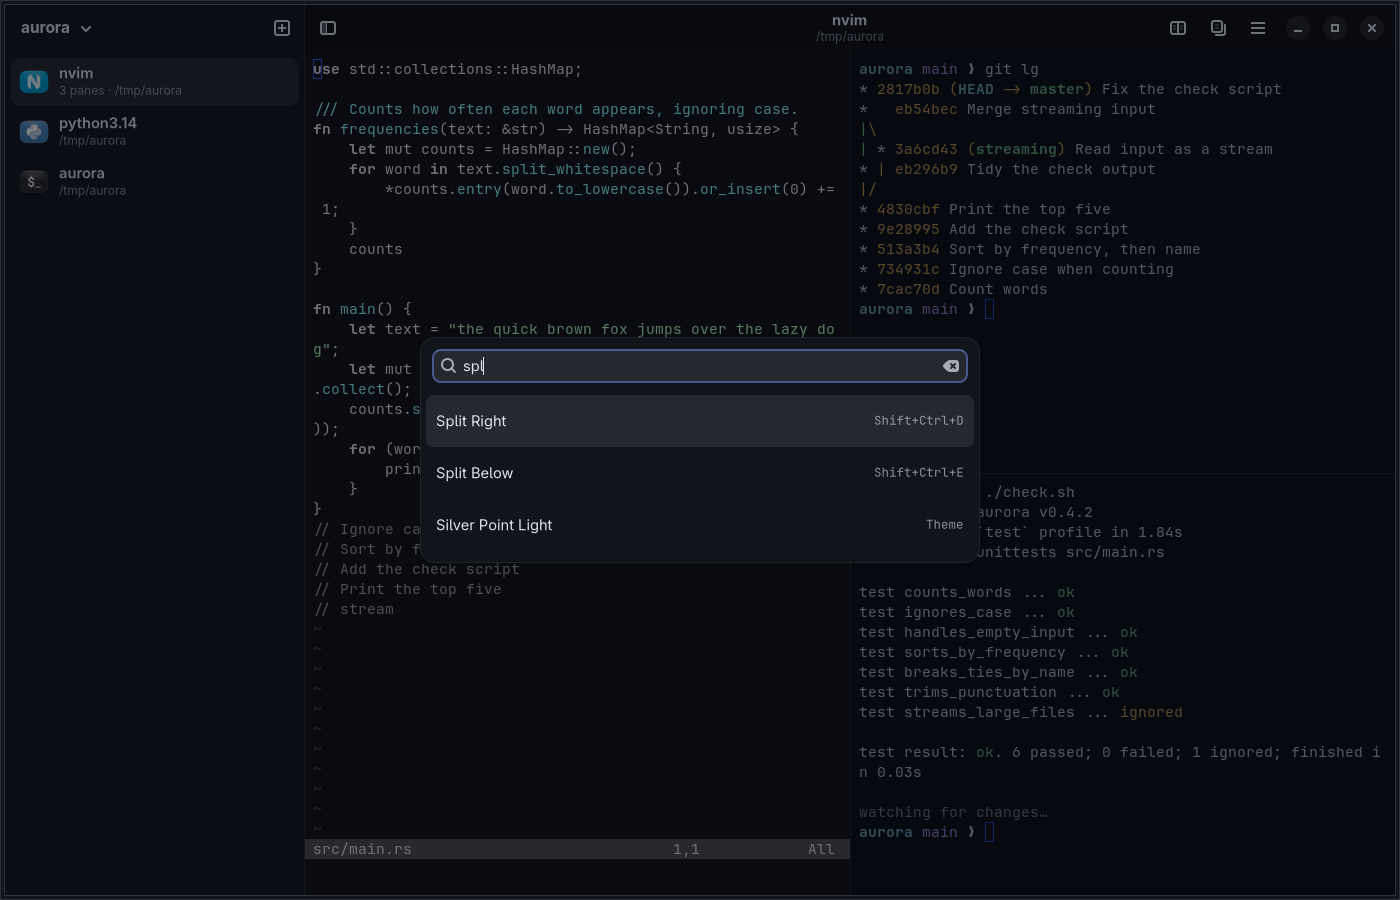 aurora
nvim
3 panes · /tmp/aurora
python3.14
/tmp/aurora
$_ aurora
/tmp/aurora
nvim
/tmp/aurora
use std::collections::HashMap;
/// Counts how often each word appears, ignoring case.
fn frequencies(text: &str) -> HashMap<String, usize> {
let mut counts = HashMap::new();
for word in text.split_whitespace() {
*counts.entry(word.to_lowercase()).or_insert(0) +=
1;
}
counts
}
fn main() {
let text = "the quick brown fox jumps over the lazy do
g";
let mut
.collect();
counts.s
));
for (wor
prin
}
}
// Ignore ca
// Sort by f
// Add the check script
// Print the top five
// stream
~
~
~
~
~
~
~
~
~
~
~
src/main.rs 1,1 All
aurora main ❯ git lg
* 2817b0b (HEAD -> master) Fix the check script
*   eb54bec Merge streaming input
|\
| * 3a6cd43 (streaming) Read input as a stream
* | eb296b9 Tidy the check output
|/
* 4830cbf Print the top five
* 9e28995 Add the check script
* 513a3b4 Sort by frequency, then name
* 734931c Ignore case when counting
* 7cac70d Count words
aurora main ❯
./check.sh
aurora v0.4.2
`test` profile in 1.84s
unittests src/main.rs
test counts_words ... ok
test ignores_case ... ok
test handles_empty_input ... ok
test sorts_by_frequency ... ok
test breaks_ties_by_name ... ok
test trims_punctuation ... ok
test streams_large_files ... ignored
test result: ok. 6 passed; 0 failed; 1 ignored; finished i
n 0.03s
watching for changes…
aurora main ❯
spl
Split Right Shift+Ctrl+D
Split Below Shift+Ctrl+E
Silver Point Light Theme